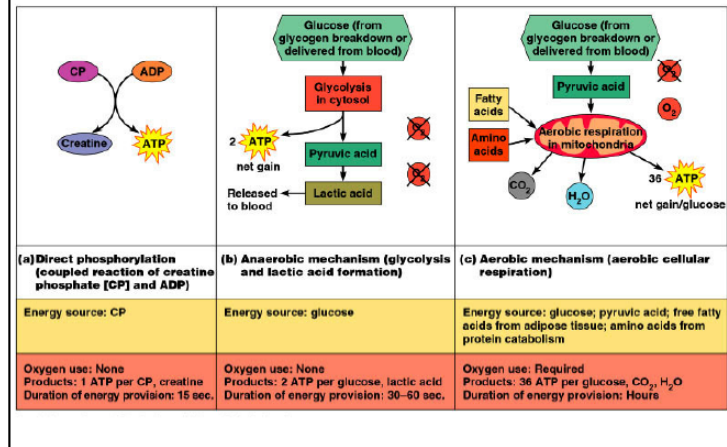 CP
ADP
Creatine
ATP
(a) Direct phosphorylation
(coupled reaction of creatine
phosphate [CP] and ADP)
Energy source: CP
Oxygen use: None
Products: 1 ATP per CP, creatine
Duration of energy provision: 15 sec.
Glucose (from
glycogen breakdown or
delivered from blood)
Glycolysis
in cytosol
O2
2
ATP
net gain
Pyruvic acid
O2
Released
to blood
Lactic acid
(b) Anaerobic mechanism (glycolysis
and lactic acid formation)
Energy source: glucose
Oxygen use: None
Products: 2 ATP per glucose, lactic acid
Duration of energy provision: 30–60 sec.
Glucose (from
glycogen breakdown or
delivered from blood)
O2
Pyruvic acid
Fatty
acids
O2
Amino
acids
Aerobic respiration
in mitochondria
CO2
H2O
36
ATP
net gain/glucose
(c) Aerobic mechanism (aerobic cellular
respiration)
Energy source: glucose; pyruvic acid; free fatty
acids from adipose tissue; amino acids from
protein catabolism
Oxygen use: Required
Products: 36 ATP per glucose, CO2, H2O
Duration of energy provision: Hours